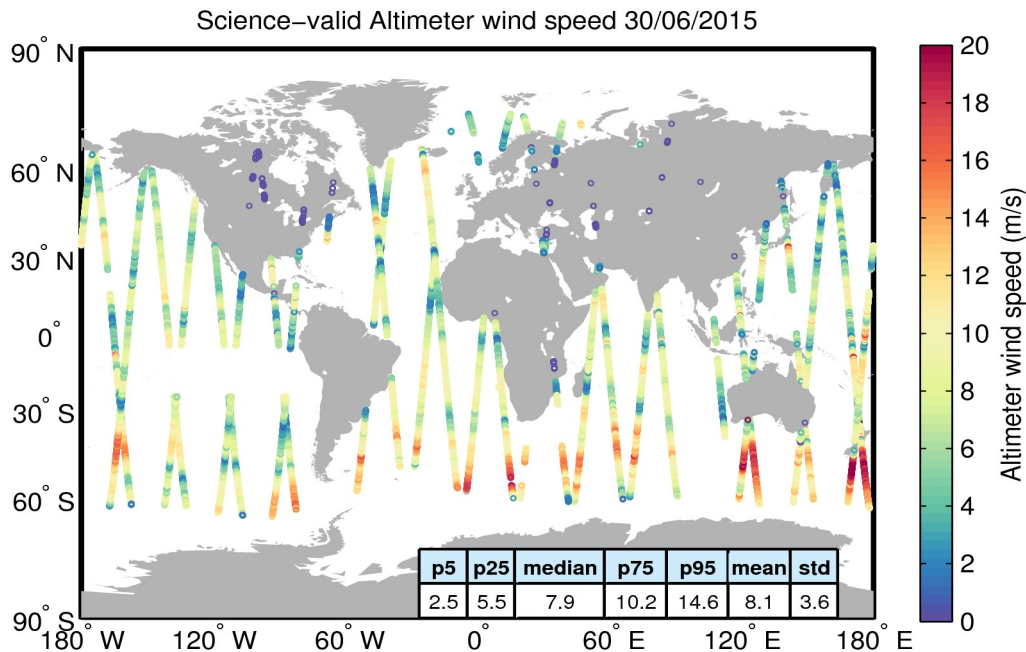 Science−valid Altimeter wind speed 30/06/2015
90° N
60° N
30° N
0°
30° S
60° S
90° S
180° W
120° W
60° W
0°
60° E
120° E
180° E
p5 p25 median p75 p95 mean std
2.5 5.5 7.9 10.2 14.6 8.1 3.6
20
18
16
14
12
10
8
6
4
2
0
Altimeter wind speed (m/s)